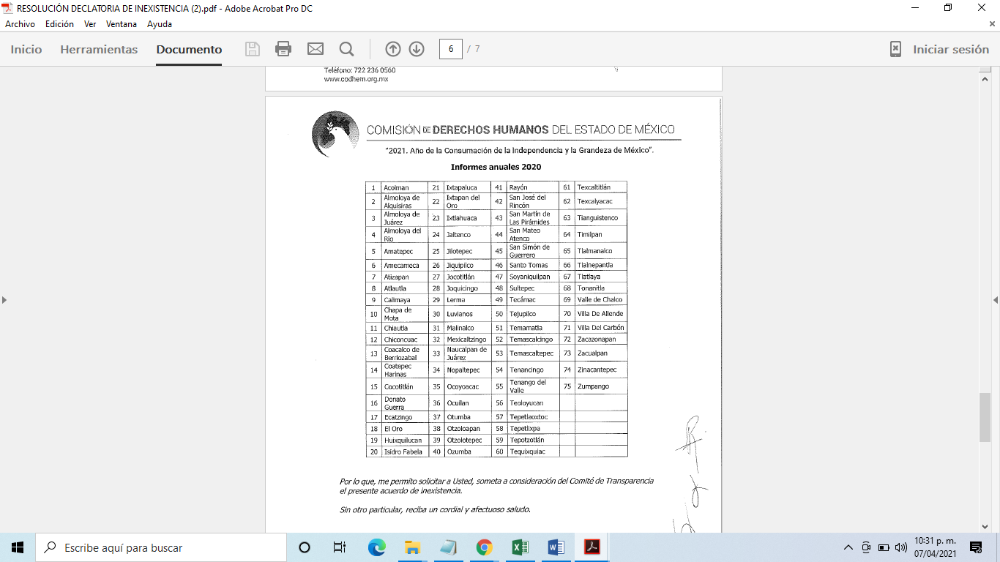 RESOLUCIÓN DECLATORIA DE INEXISTENCIA (2).pdf - Adobe Acrobat Pro DC
Archivo Edición Ver Ventana Ayuda
Inicio Herramientas Documento 6 / 7 Iniciar sesión
Teléfono: 722 236 0560
www.codhem.org.mx
COMISIÓN DE DERECHOS HUMANOS DEL ESTADO DE MÉXICO
"2021. Año de la Consumación de la Independencia y la Grandeza de México".
Informes anuales 2020
1 Acolman 21 Ixtapaluca 41 Rayón 61 Texcaltitlán
2 Almoloya de Alquisiras 22 Ixtapan del Oro 42 San José del Rincón 62 Texcalyacac
3 Almoloya de Juárez 23 Ixtlahuaca 43 San Martín de Las Pirámides 63 Tianguistenco
4 Almoloya del Rio 24 Jaltenco 44 San Mateo Atenco 64 Timilpan
5 Amatepec 25 Jilotepec 45 San Simón de Guerrero 65 Tlalmanalco
6 Amecameca 26 Jiquipilco 46 Santo Tomas 66 Tlalnepantla
7 Atizapan 27 Jocotitlán 47 Soyaniquilpan 67 Tlatlaya
8 Atlautla 28 Joquicingo 48 Sultepec 68 Tonanitla
9 Calimaya 29 Lerma 49 Tecámac 69 Valle de Chalco
10 Chapa de Mota 30 Luvianos 50 Tejupilco 70 Villa De Allende
11 Chiautla 31 Malinalco 51 Temamatla 71 Villa Del Carbón
12 Chiconcuac 32 Mexicaltzingo 52 Temascalcingo 72 Zacazonapan
13 Coacalco de Berriozabal 33 Naucalpan de Juárez 53 Temascaltepec 73 Zacualpan
14 Coatepec Harinas 34 Nopaltepec 54 Tenancingo 74 Zinacantepec
15 Cocotitlán 35 Ocoyoacac 55 Tenango del Valle 75 Zumpango
16 Donato Guerra 36 Ocuilan 56 Teoloyucan
17 Ecatzingo 37 Otumba 57 Tepetlaoxtoc
18 El Oro 38 Otzoloapan 58 Tepetlixpa
19 Huixquilucan 39 Otzolotepec 59 Tepotzotlán
20 Isidro Fabela 40 Ozumba 60 Tequixquiac
Por lo que, me permito solicitar a Usted, someta a consideración del Comité de Transparencia
el presente acuerdo de inexistencia.
Sin otro particular, reciba un cordial y afectuoso saludo.
Escribe aquí para buscar
10:31 p. m.
07/04/2021